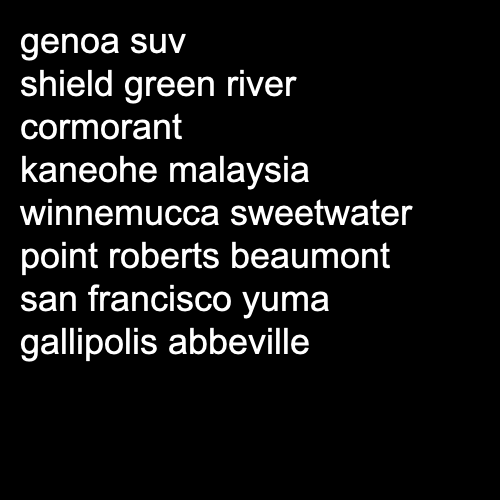 genoa suv
shield green river
cormorant
kaneohe malaysia
winnemucca sweetwater
point roberts beaumont
san francisco yuma
gallipolis abbeville